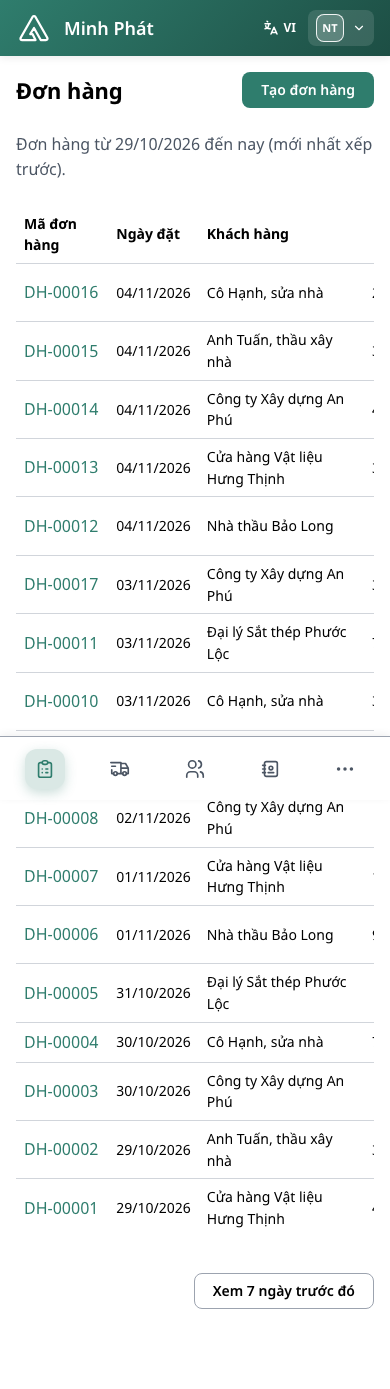 Minh Phát
VI
NT
Đơn hàng
Tạo đơn hàng
Đơn hàng từ 29/10/2026 đến nay (mới nhất xếp
trước).
Mã đơn
hàng
Ngày đặt
Khách hàng
DH-00016
04/11/2026
Cô Hạnh, sửa nhà
DH-00015
04/11/2026
Anh Tuấn, thầu xây
nhà
DH-00014
04/11/2026
Công ty Xây dựng An
Phú
DH-00013
04/11/2026
Cửa hàng Vật liệu
Hưng Thịnh
DH-00012
04/11/2026
Nhà thầu Bảo Long
DH-00017
03/11/2026
Công ty Xây dựng An
Phú
DH-00011
03/11/2026
Đại lý Sắt thép Phước
Lộc
DH-00010
03/11/2026
Cô Hạnh, sửa nhà
DH-00008
02/11/2026
Công ty Xây dựng An
Phú
DH-00007
01/11/2026
Cửa hàng Vật liệu
Hưng Thịnh
DH-00006
01/11/2026
Nhà thầu Bảo Long
DH-00005
31/10/2026
Đại lý Sắt thép Phước
Lộc
DH-00004
30/10/2026
Cô Hạnh, sửa nhà
DH-00003
30/10/2026
Công ty Xây dựng An
Phú
DH-00002
29/10/2026
Anh Tuấn, thầu xây
nhà
DH-00001
29/10/2026
Cửa hàng Vật liệu
Hưng Thịnh
Xem 7 ngày trước đó